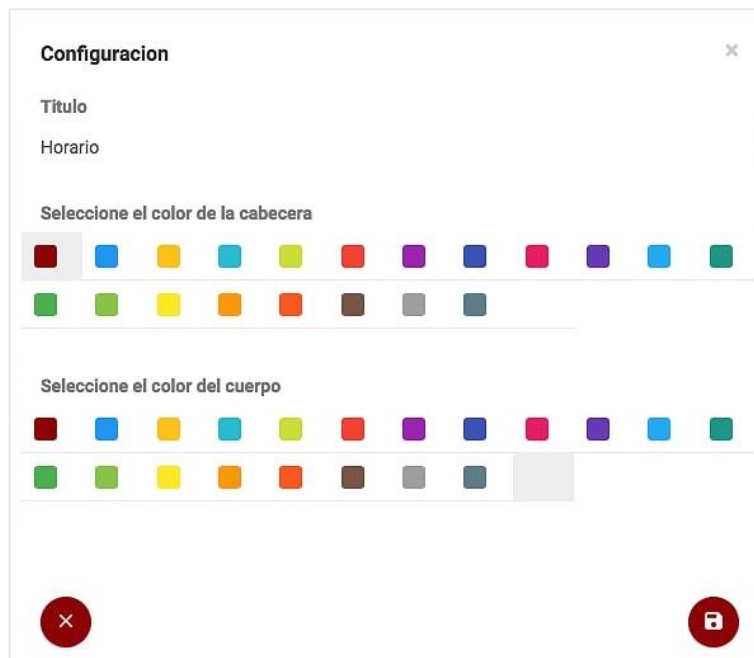 Configuracion
Titulo
Horario
Seleccione el color de la cabecera
Seleccione el color del cuerpo